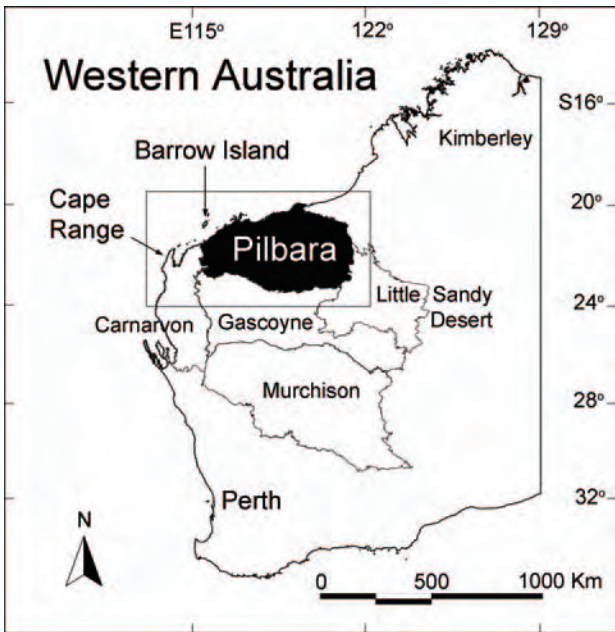 E115° 122° 129°
Western Australia
S16°
Kimberley
Barrow Island
Cape
Range
20°
Pilbara
Little Sandy
Desert
24°
Carnarvon
Gascoyne
Murchison
28°
32°
Perth
N
0 500 1000 Km